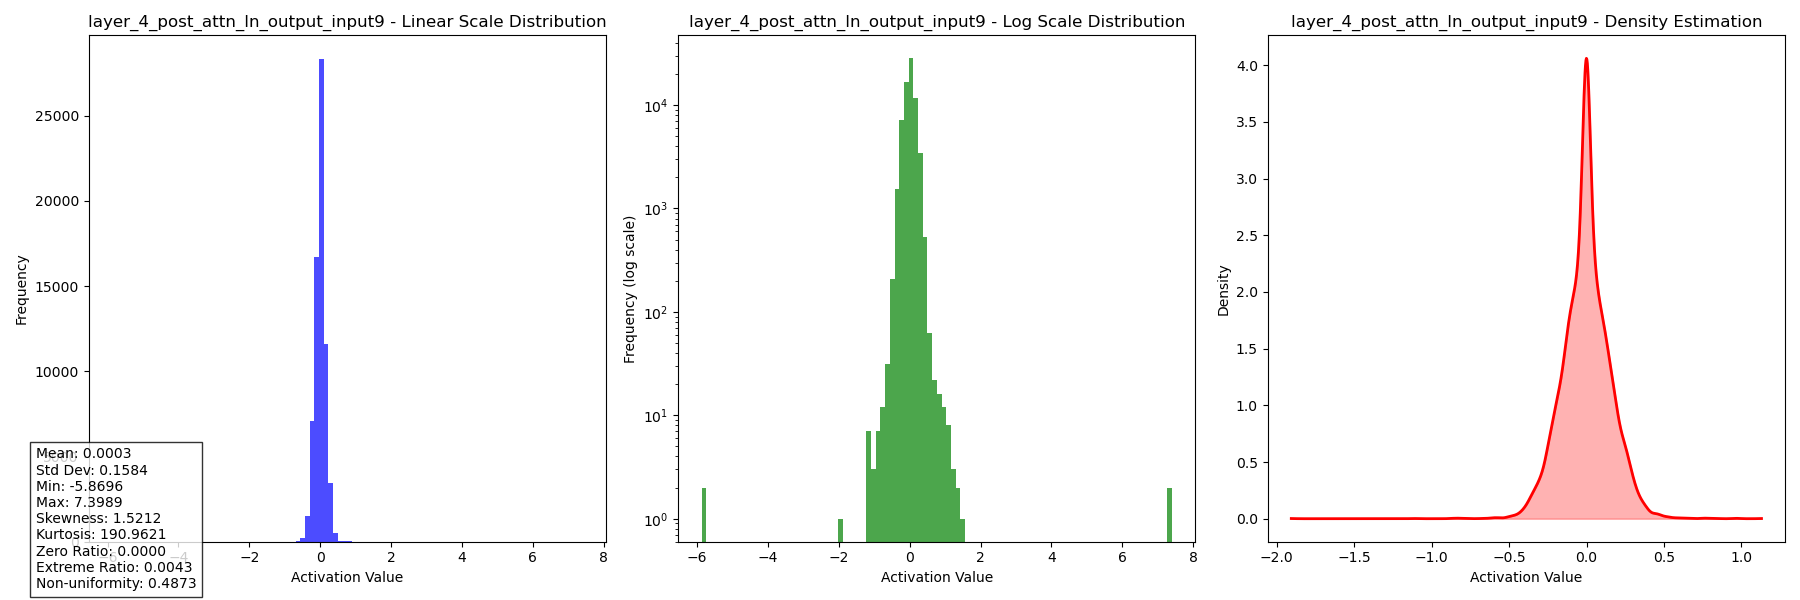 layer_4_post_attn_ln_output_input9 - Linear Scale Distribution
Frequency
25000
20000
15000
10000
5000
0
−6
−4
−2
0
2
4
6
8
Activation Value
Mean: 0.0003
Std Dev: 0.1584
Min: -5.8696
Max: 7.3989
Skewness: 1.5212
Kurtosis: 190.9621
Zero Ratio: 0.0000
Extreme Ratio: 0.0043
Non-uniformity: 0.4873
layer_4_post_attn_ln_output_input9 - Log Scale Distribution
Frequency (log scale)
10⁴
10³
10²
10¹
10⁰
−6
−4
−2
0
2
4
6
8
Activation Value
layer_4_post_attn_ln_output_input9 - Density Estimation
Density
4.0
3.5
3.0
2.5
2.0
1.5
1.0
0.5
0.0
−2.0
−1.5
−1.0
−0.5
0.0
0.5
1.0
Activation Value